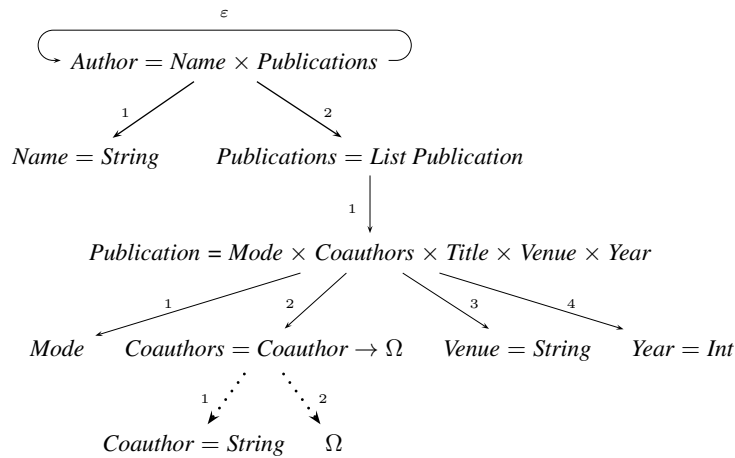 ε
Author = Name × Publications
1 2
Name = String Publications = List Publication
1
Publication = Mode × Coauthors × Title × Venue × Year
1 2 3 4
Mode Coauthors = Coauthor → Ω Venue = String Year = Int
1 2
Coauthor = String Ω